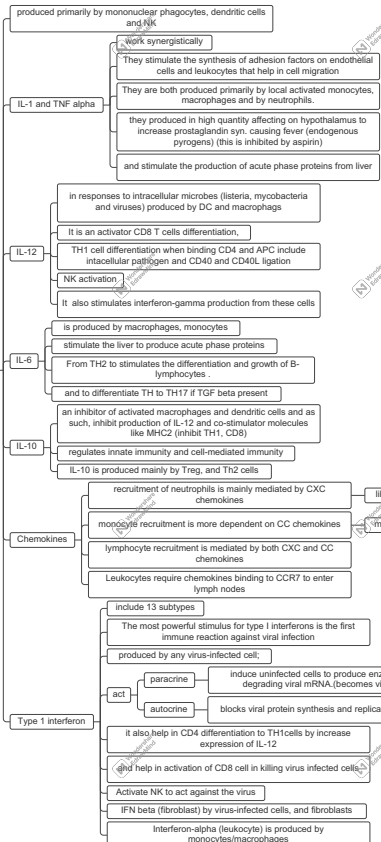 produced primarily by mononuclear phagocytes, dendritic cells
and NK
IL-1 and TNF alpha
work synergistically
They stimulate the synthesis of adhesion factors on endothelial
cells and leukocytes that help in cell migration
They are both produced primarily by local activated monocytes,
macrophages and by neutrophils.
they produced in high quantity affecting on hypothalamus to
increase prostaglandin syn. causing fever (endogenous
pyrogens) (this is inhibited by aspirin)
and stimulate the production of acute phase proteins from liver
IL-12
in responses to intracellular microbes (listeria, mycobacteria
and viruses) produced by DC and macrophags
It is an activator CD8 T cells differentiation,
TH1 cell differentiation when binding CD4 and APC include
intacellular pathogen and CD40 and CD40L ligation
NK activation
It also stimulates interferon-gamma production from these cells
IL-6
is produced by macrophages, monocytes
stimulate the liver to produce acute phase proteins
From TH2 to stimulates the differentiation and growth of B-
lymphocytes .
and to differentiate TH to TH17 if TGF beta present
IL-10
an inhibitor of activated macrophages and dendritic cells and as
such, inhibit production of IL-12 and co-stimulator molecules
like MHC2 (inhibit TH1, CD8)
regulates innate immunity and cell-mediated immunity
IL-10 is produced mainly by Treg, and Th2 cells
Chemokines
recruitment of neutrophils is mainly mediated by CXC
chemokines
monocyte recruitment is more dependent on CC chemokines
lymphocyte recruitment is mediated by both CXC and CC
chemokines
Leukocytes require chemokines binding to CCR7 to enter
lymph nodes
Type 1 interferon
include 13 subtypes
The most powerful stimulus for type I interferons is the first
immune reaction against viral infection
produced by any virus-infected cell;
act
paracrine
induce uninfected cells to produce
degrading viral mRNA.(becomes
autocrine
blocks viral protein synthesis and
it also help in CD4 differentiation to TH1cells by increase
expression of IL-12
and help in activation of CD8 cell in killing virus infected cells
Activate NK to act against the virus
IFN beta (fibroblast) by virus-infected cells, and fibroblasts
Interferon-alpha (leukocyte) is produced by
monocytes/macrophages